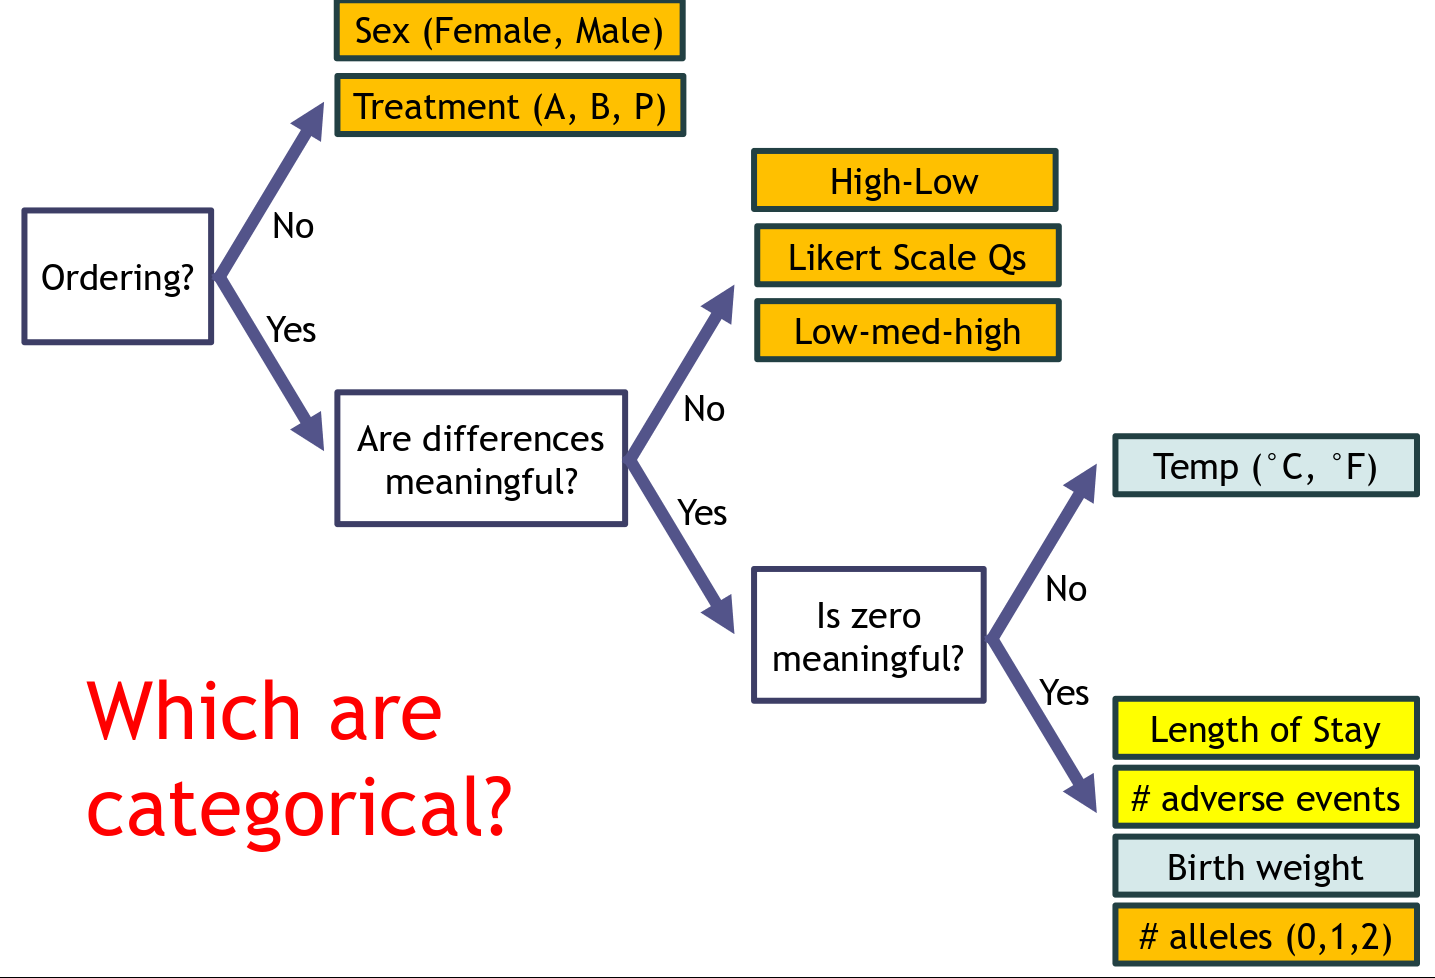 Sex (Female, Male)
Treatment (A, B, P)
No
Ordering?
Yes
High-Low
Likert Scale Qs
Low-med-high
No
Are differences
meaningful?
Yes
Temp (°C, °F)
No
Is zero
meaningful?
Yes
Length of Stay
# adverse events
Birth weight
# alleles (0,1,2)
Which are
categorical?